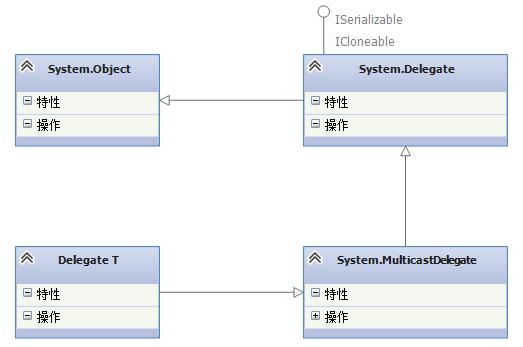 ISerializable
ICloneable
System.Object
特性
操作
System.Delegate
特性
操作
Delegate T
特性
操作
System.MulticastDelegate
特性
操作